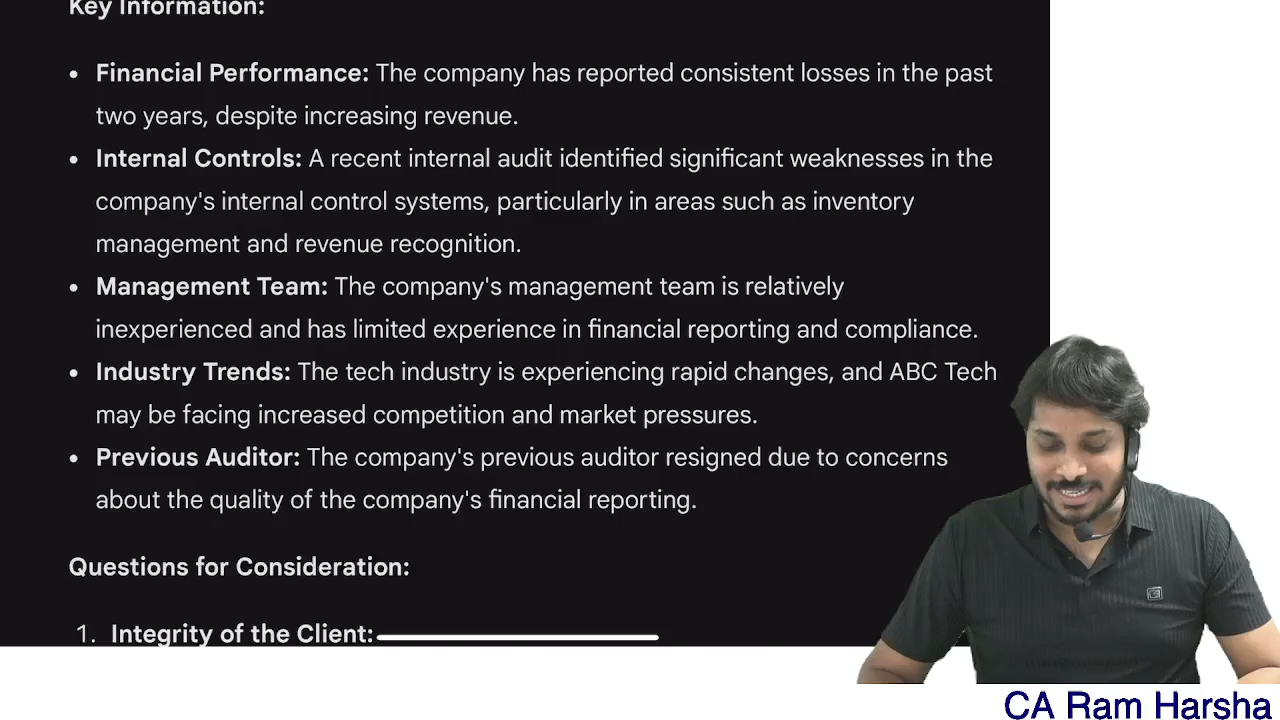 Key Information:
• Financial Performance: The company has reported consistent losses in the past
two years, despite increasing revenue.
• Internal Controls: A recent internal audit identified significant weaknesses in the
company's internal control systems, particularly in areas such as inventory
management and revenue recognition.
• Management Team: The company's management team is relatively
inexperienced and has limited experience in financial reporting and compliance.
• Industry Trends: The tech industry is experiencing rapid changes, and ABC Tech
may be facing increased competition and market pressures.
• Previous Auditor: The company's previous auditor resigned due to concerns
about the quality of the company's financial reporting.
Questions for Consideration:
1. Integrity of the Client:
CA Ram Harsha